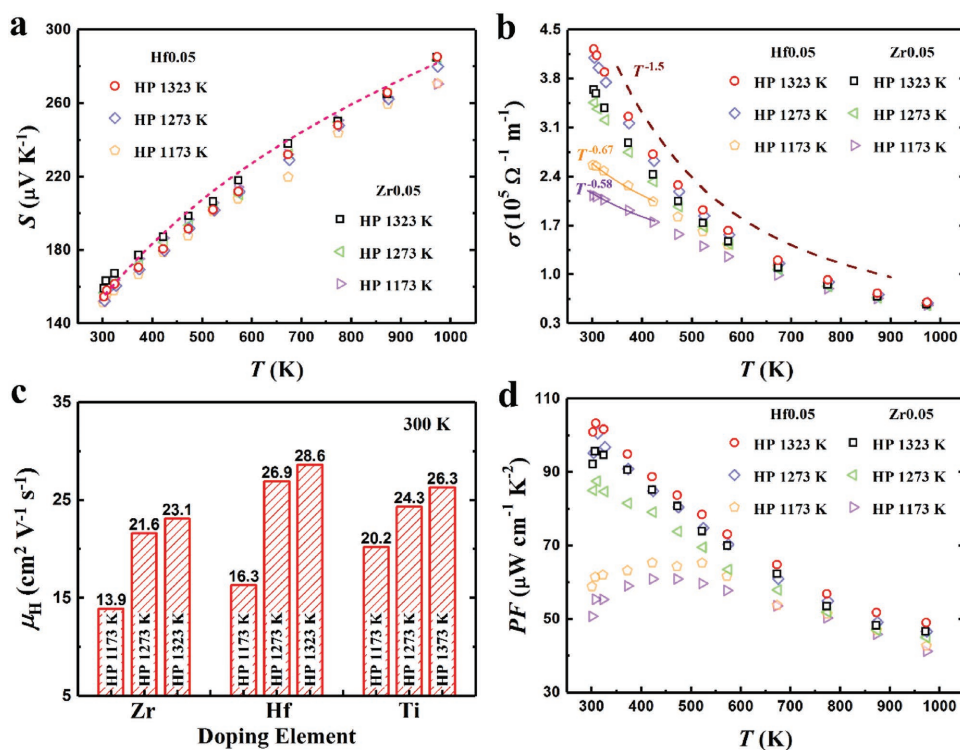 a
300
260
220
180
140
S (μV K⁻¹)
Hf0.05
HP 1323 K
HP 1273 K
HP 1173 K
Zr0.05
HP 1323 K
HP 1273 K
HP 1173 K
300 400 500 600 700 800 900 1000
T (K)
b
4.5
3.8
3.1
2.4
1.7
1.0
0.3
σ (10⁵ Ω⁻¹ m⁻¹)
T⁻¹·⁵
T⁻⁰·⁶⁷
T⁻⁰·⁵⁸
Hf0.05 Zr0.05
HP 1323 K HP 1323 K
HP 1273 K HP 1273 K
HP 1173 K HP 1173 K
300 400 500 600 700 800 900 1000
T (K)
c
35
25
15
5
μH (cm² V⁻¹ s⁻¹)
300 K
13.9 21.6 23.1 16.3 26.9 28.6 20.2 24.3 26.3
HP 1173 K HP 1273 K HP 1323 K HP 1173 K HP 1273 K HP 1323 K HP 1173 K HP 1273 K HP 1373 K
Zr Hf Ti
Doping Element
d
110
90
70
50
30
PF (μW cm⁻¹ K⁻²)
Hf0.05 Zr0.05
HP 1323 K HP 1323 K
HP 1273 K HP 1273 K
HP 1173 K HP 1173 K
300 400 500 600 700 800 900 1000
T (K)